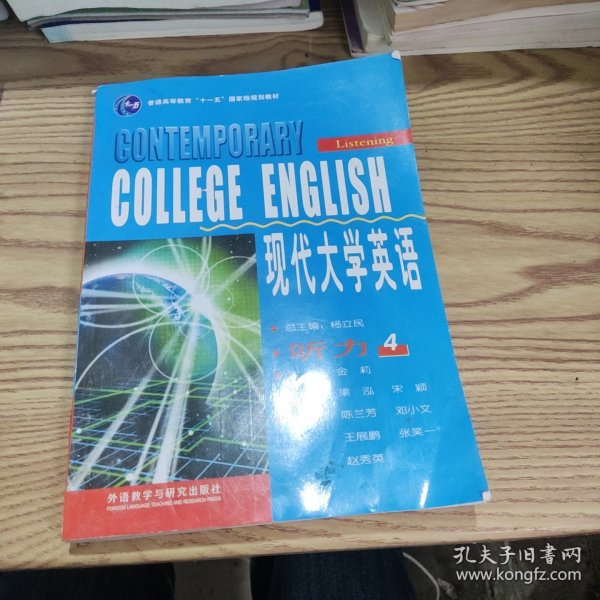 普通高等教育“十一五”国家级规划教材
CONTEMPORARY
Listening
COLLEGE ENGLISH
现代大学英语
总主编：杨立民
听力 4
金莉
梁泓 宋颖
陈兰芳 邓小文
王展鹏 张笑一
赵秀英
外语教学与研究出版社
FOREIGN LANGUAGE TEACHING AND RESEARCH PRESS
孔夫子旧书网
www.kongfz.com